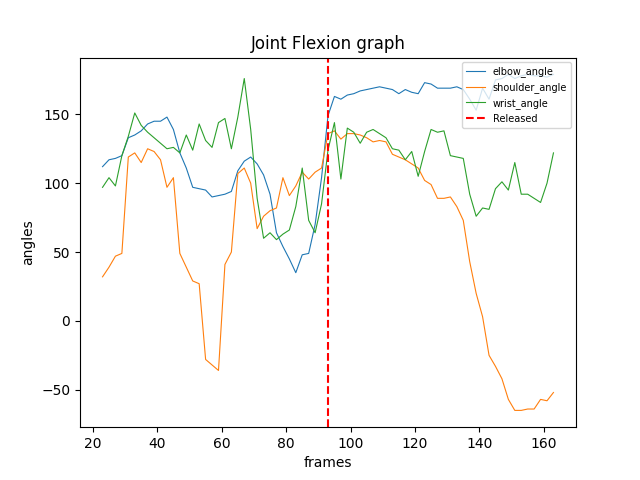 Joint Flexion graph
elbow_angle
shoulder_angle
wrist_angle
Released
angles
150
100
50
0
−50
20 40 60 80 100 120 140 160
frames